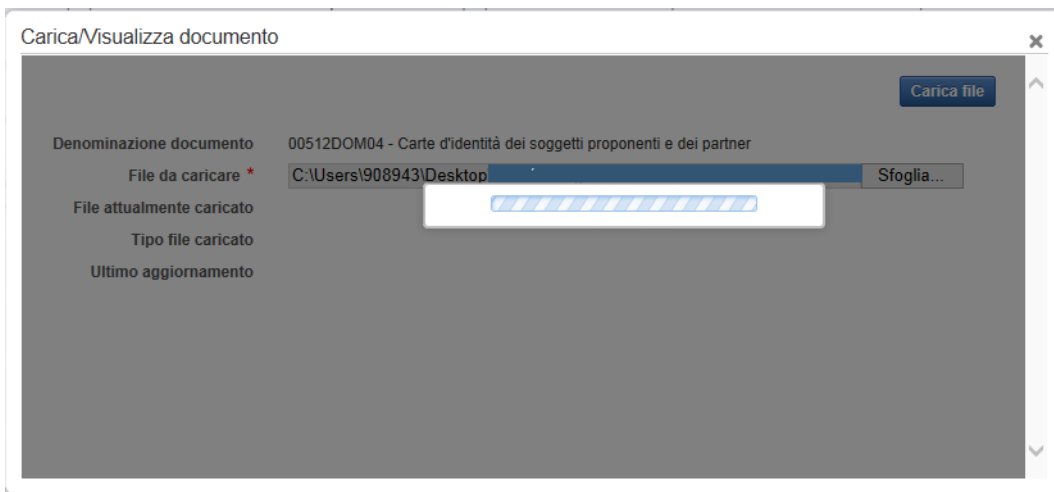 Carica/Visualizza documento
Carica file
Denominazione documento 00512DOM04 - Carte d'identità dei soggetti proponenti e dei partner
File da caricare * C:\Users\908943\Desktop Sfoglia...
File attualmente caricato
Tipo file caricato
Ultimo aggiornamento